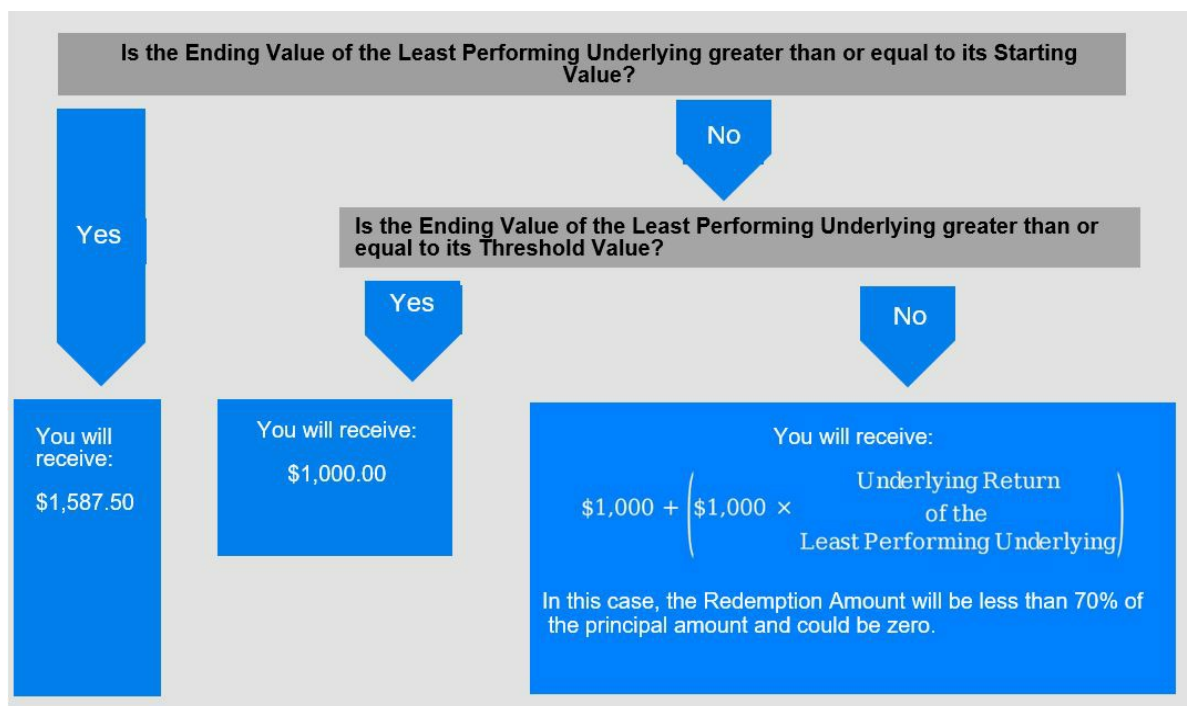 Is the Ending Value of the Least Performing Underlying greater than or equal to its Starting
Value?
No
Yes
Is the Ending Value of the Least Performing Underlying greater than or
equal to its Threshold Value?
Yes
No
You will
receive:
$1,587.50
You will receive:
$1,000.00
You will receive:
$1,000 + ($1,000 × Underlying Return
of the
Least Performing Underlying)
In this case, the Redemption Amount will be less than 70% of
the principal amount and could be zero.